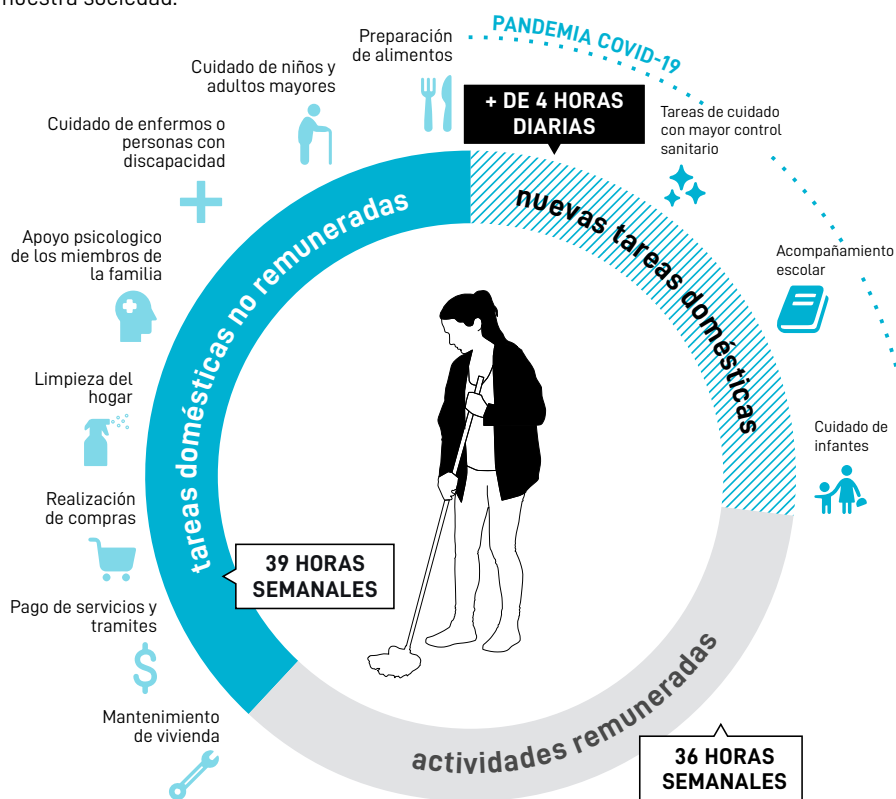 nuestra sociedad.
PANDEMIA COVID-19
Preparación
de alimentos
Cuidado de niños y
adultos mayores
Cuidado de enfermos o
personas con
discapacidad
Apoyo psicologico
de los miembros de
la familia
Limpieza del
hogar
Realización
de compras
Pago de servicios y
tramites
Mantenimiento
de vivienda
tareas domésticas no remuneradas
39 HORAS
SEMANALES
+ DE 4 HORAS
DIARIAS
nuevas tareas domésticas
Tareas de cuidado
con mayor control
sanitario
Acompañamiento
escolar
Cuidado de
infantes
actividades remuneradas
36 HORAS
SEMANALES